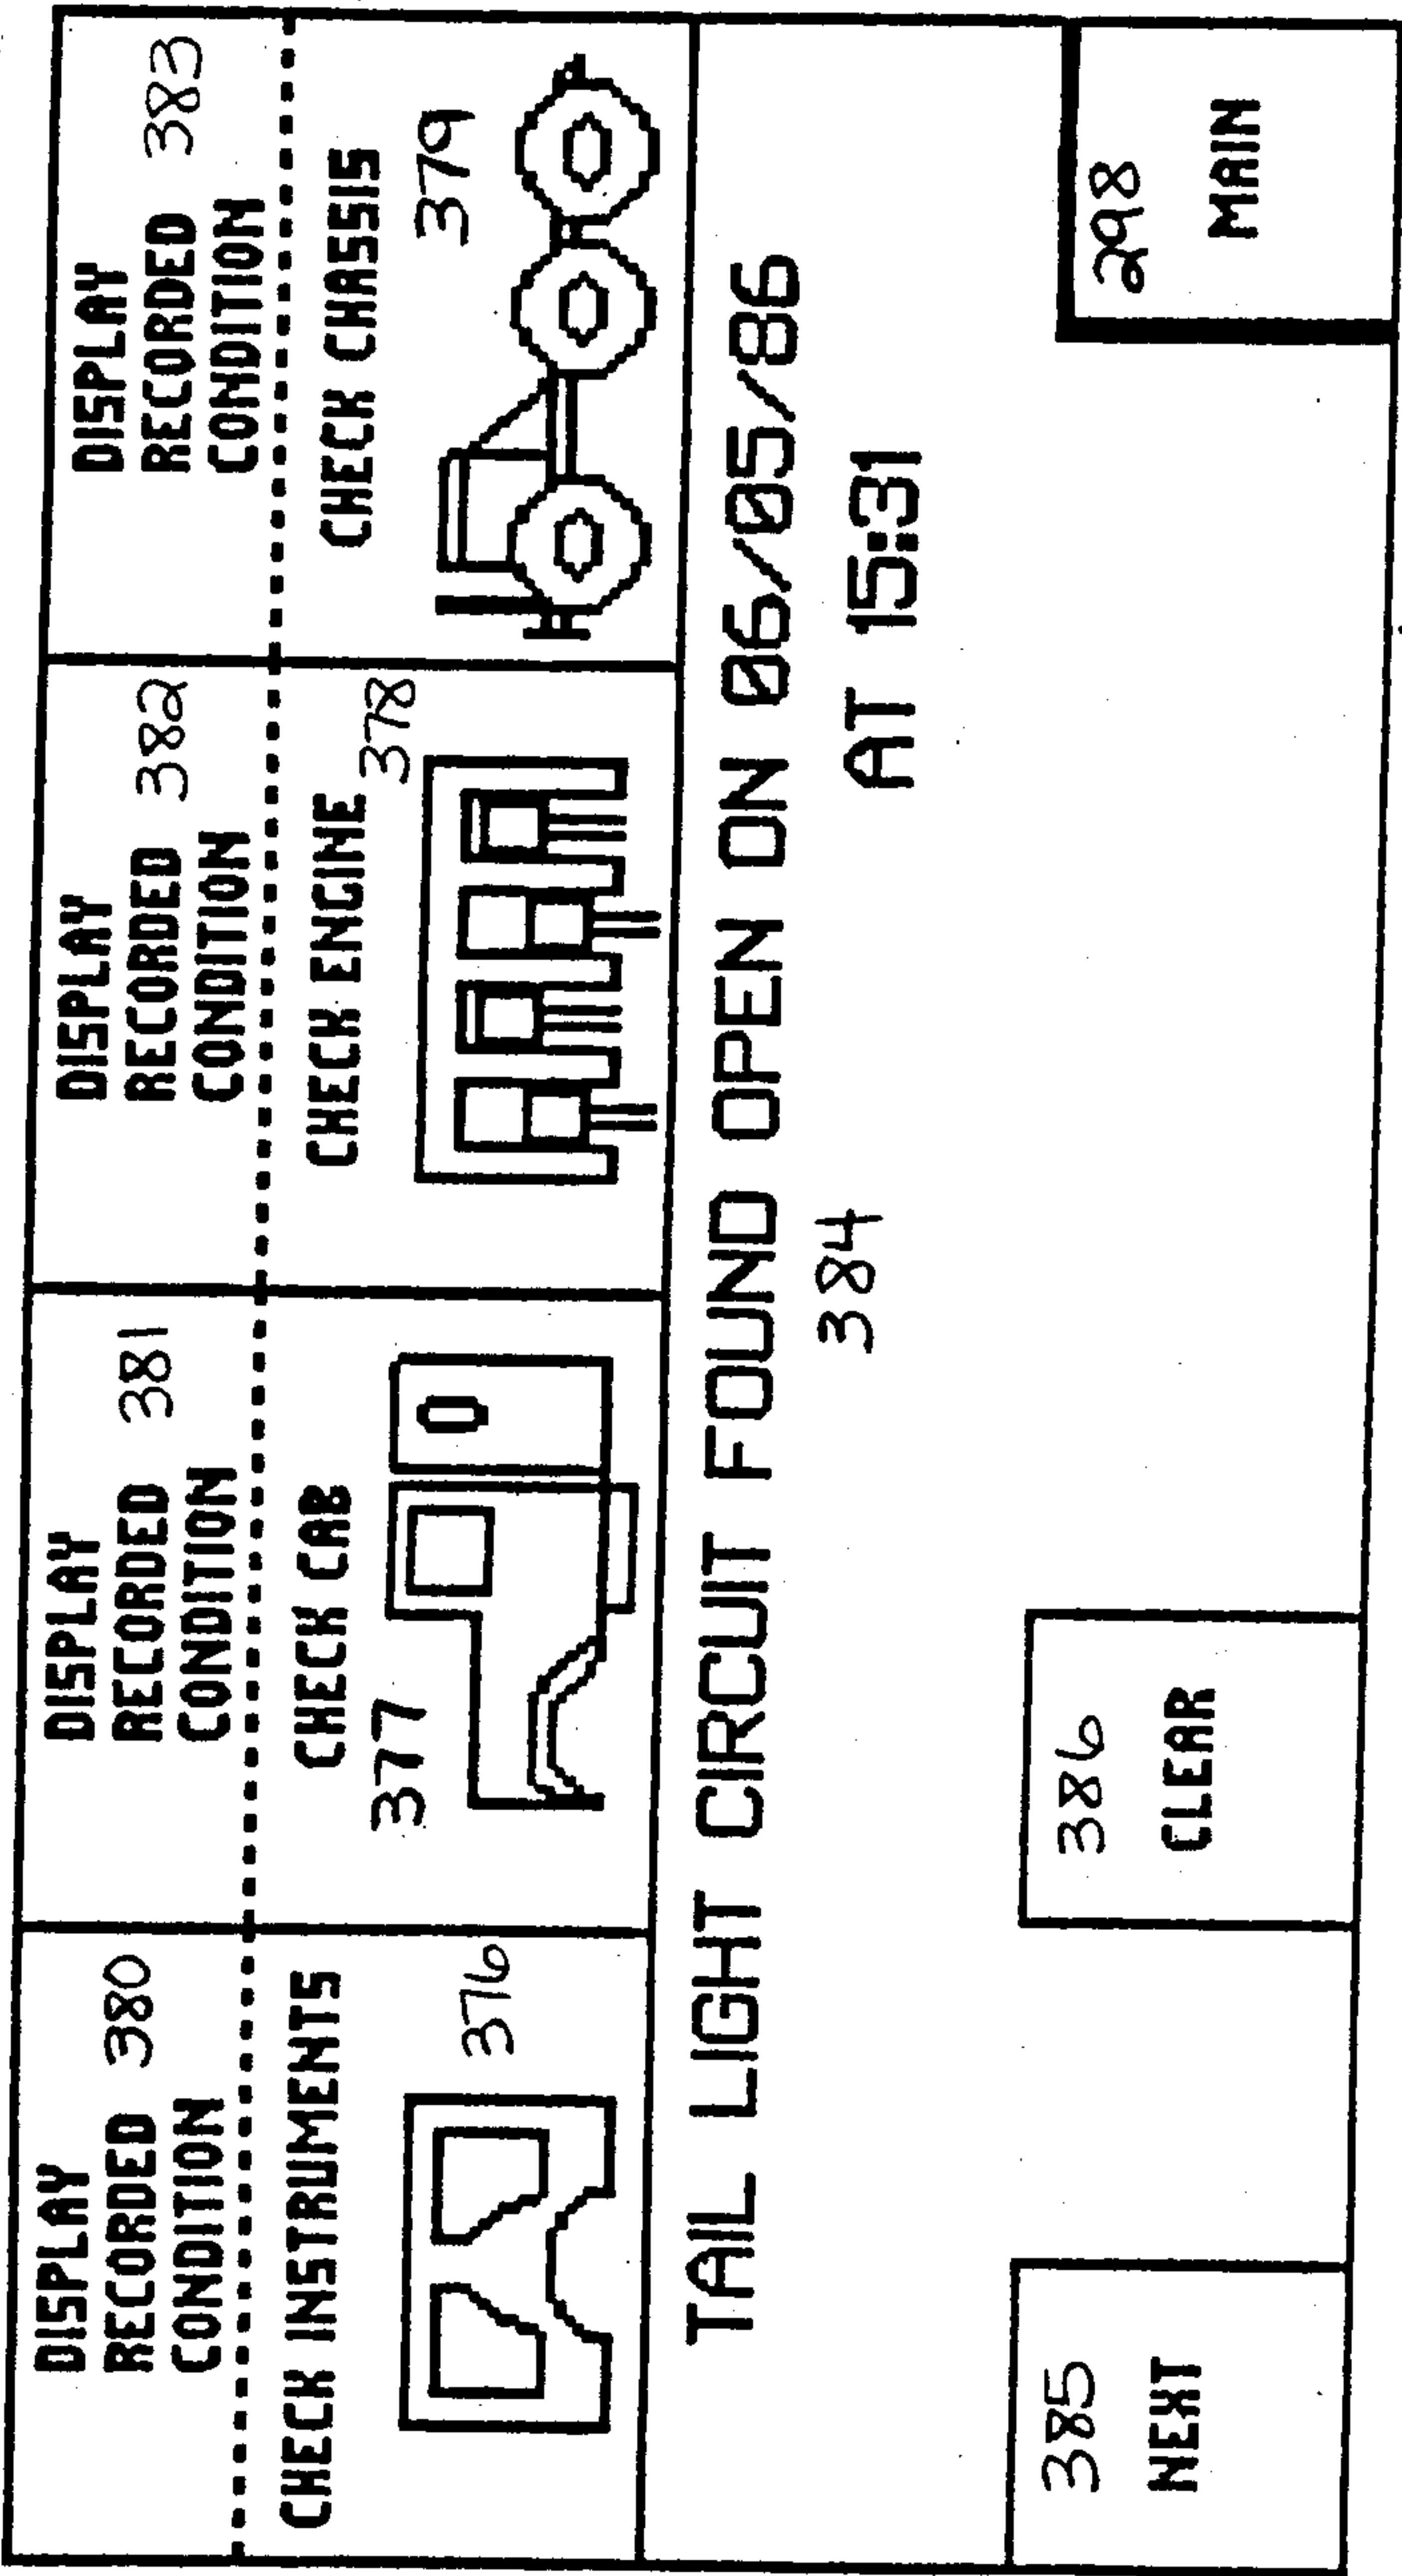 DISPLAY
RECORDED 380
CONDITION
DISPLAY
RECORDED 381
CONDITION
DISPLAY
RECORDED 382
CONDITION
DISPLAY
RECORDED 383
CONDITION
CHECK INSTRUMENTS
376
CHECK CAB
377
CHECK ENGINE
378
CHECK CHASSIS
379
TAIL LIGHT CIRCUIT FOUND OPEN ON 06/05/86
384
AT 15:31
385
NEXT
386
CLEAR
298
MAIN